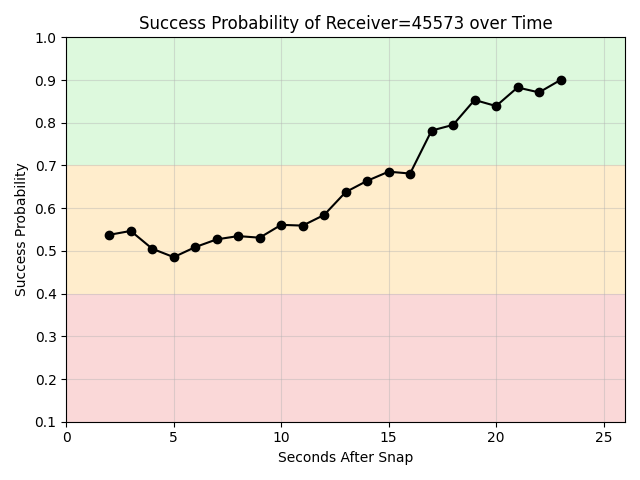 Success Probability of Receiver=45573 over Time
1.0
0.9
0.8
0.7
0.6
0.5
0.4
0.3
0.2
0.1
Success Probability
0 5 10 15 20 25
Seconds After Snap